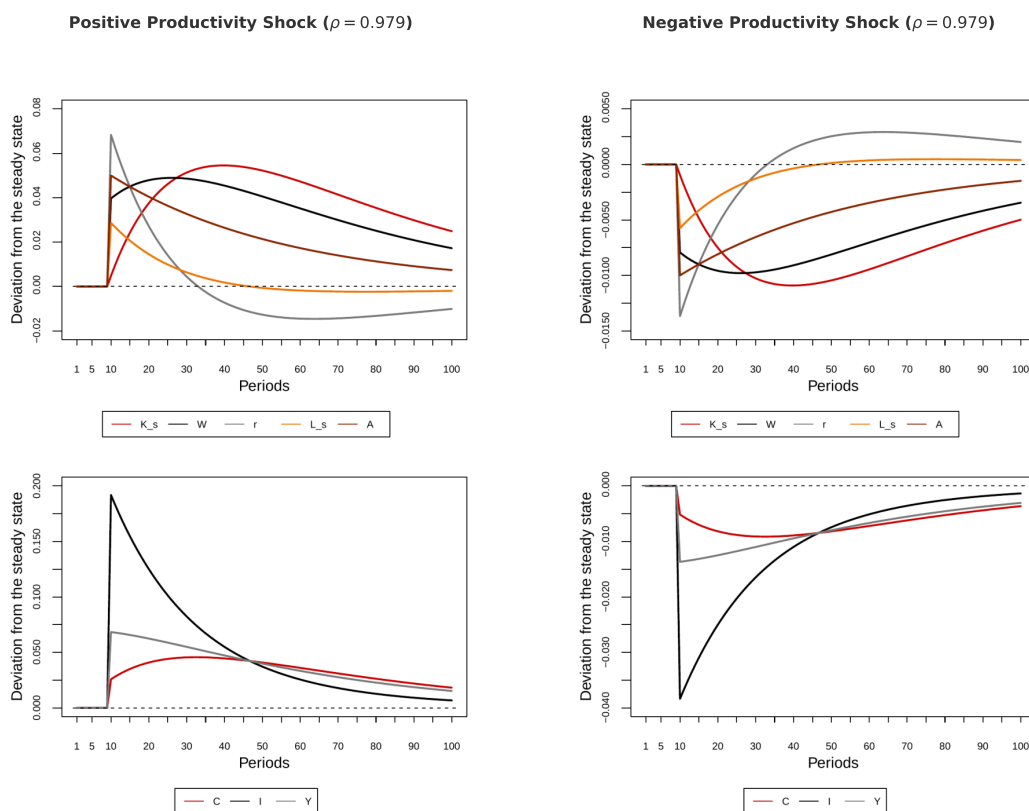 Positive Productivity Shock (ρ = 0.979)
Negative Productivity Shock (ρ = 0.979)
Deviation from the steady state
0.08
0.06
0.04
0.02
0.00
−0.02
1 5 10 20 30 40 50 60 70 80 90 100
Periods
K_s W r L_s A
Deviation from the steady state
0.0050
0.0000
−0.0050
−0.0100
−0.0150
1 5 10 20 30 40 50 60 70 80 90 100
Periods
K_s W r L_s A
Deviation from the steady state
0.200
0.150
0.100
0.050
0.000
1 5 10 20 30 40 50 60 70 80 90 100
Periods
C I Y
Deviation from the steady state
0.000
−0.010
−0.020
−0.030
−0.040
1 5 10 20 30 40 50 60 70 80 90 100
Periods
C I Y